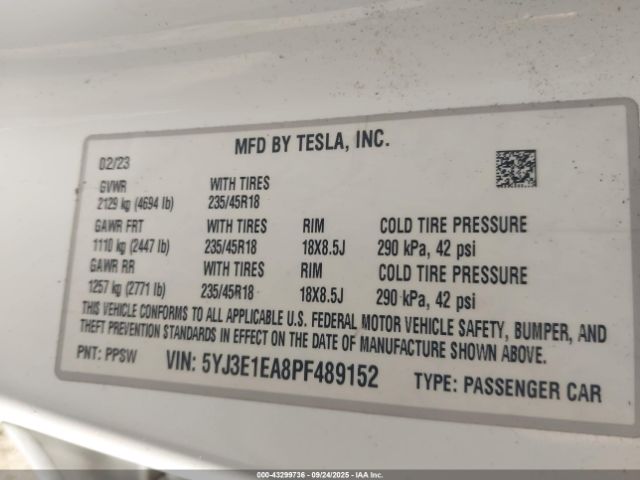 MFD BY TESLA, INC.
02/23
GVWR WITH TIRES
2129 kg (4694 lb) 235/45R18
GAWR FRT WITH TIRES RIM COLD TIRE PRESSURE
1110 kg (2447 lb) 235/45R18 18X8.5J 290 kPa, 42 psi
GAWR RR WITH TIRES RIM COLD TIRE PRESSURE
1257 kg (2771 lb) 235/45R18 18X8.5J 290 kPa, 42 psi
THIS VEHICLE CONFORMS TO ALL APPLICABLE U.S. FEDERAL MOTOR VEHICLE SAFETY, BUMPER, AND
THEFT PREVENTION STANDARDS IN EFFECT ON THE DATE OF MANUFACTURE SHOWN ABOVE.
PNT: PPSW VIN: 5YJ3E1EA8PF489152 TYPE: PASSENGER CAR
000-43299736 - 09/24/2025 - IAA Inc.